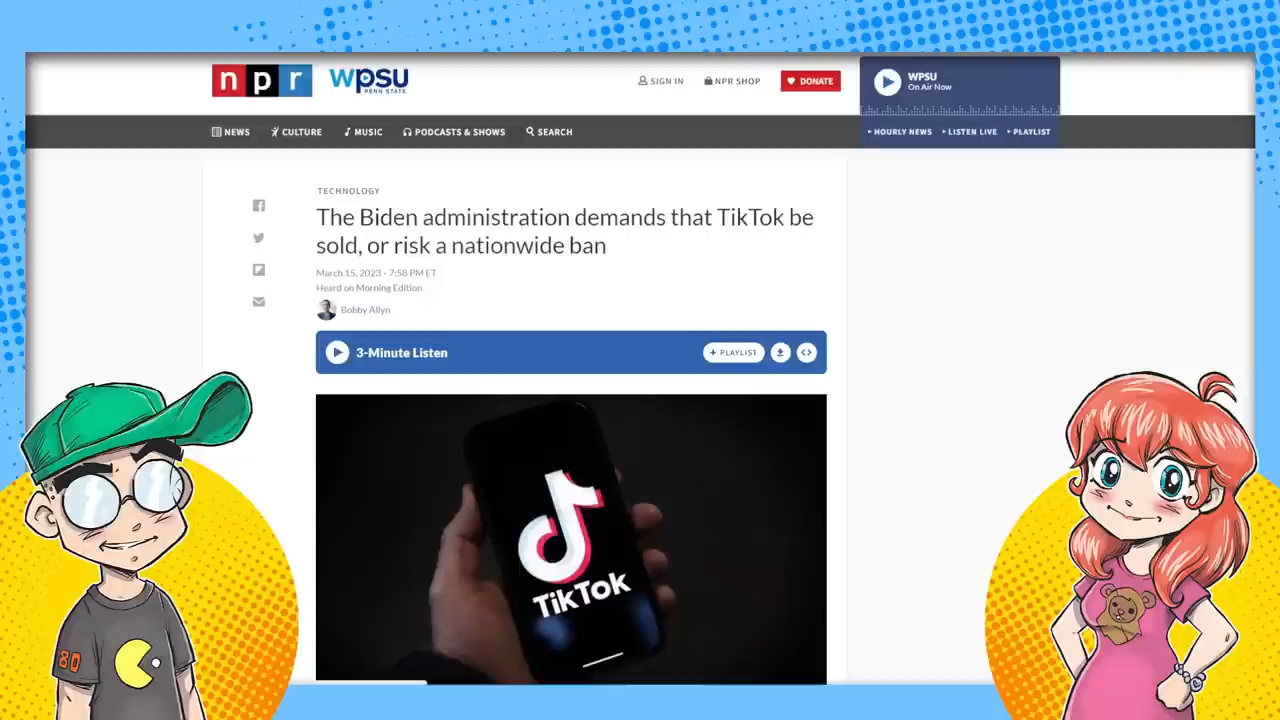 npr wpsu
PENN STATE
SIGN IN NPR SHOP DONATE
WPSU
On Air Now
NEWS CULTURE MUSIC PODCASTS & SHOWS SEARCH
HOURLY NEWS LISTEN LIVE PLAYLIST
TECHNOLOGY
The Biden administration demands that TikTok be
sold, or risk a nationwide ban
March 15, 2023 · 7:58 PM ET
Heard on Morning Edition
Bobby Allyn
3-Minute Listen
+ PLAYLIST
TikTok
80